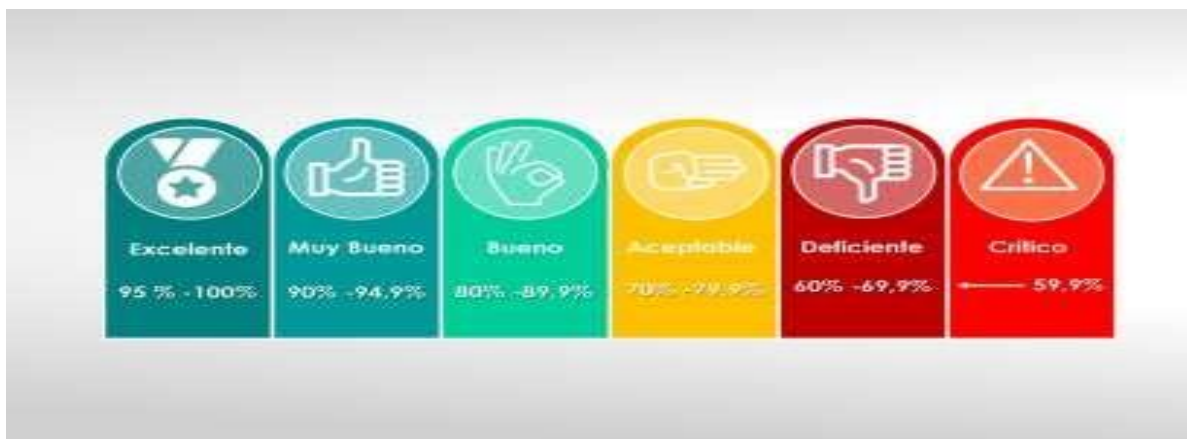 Excelente
95 % -100%
Muy Bueno
90% -94,9%
Bueno
80% -89,9%
Aceptable
70% -79,9%
Deficiente
60% -69,9%
Crítico
59,9%